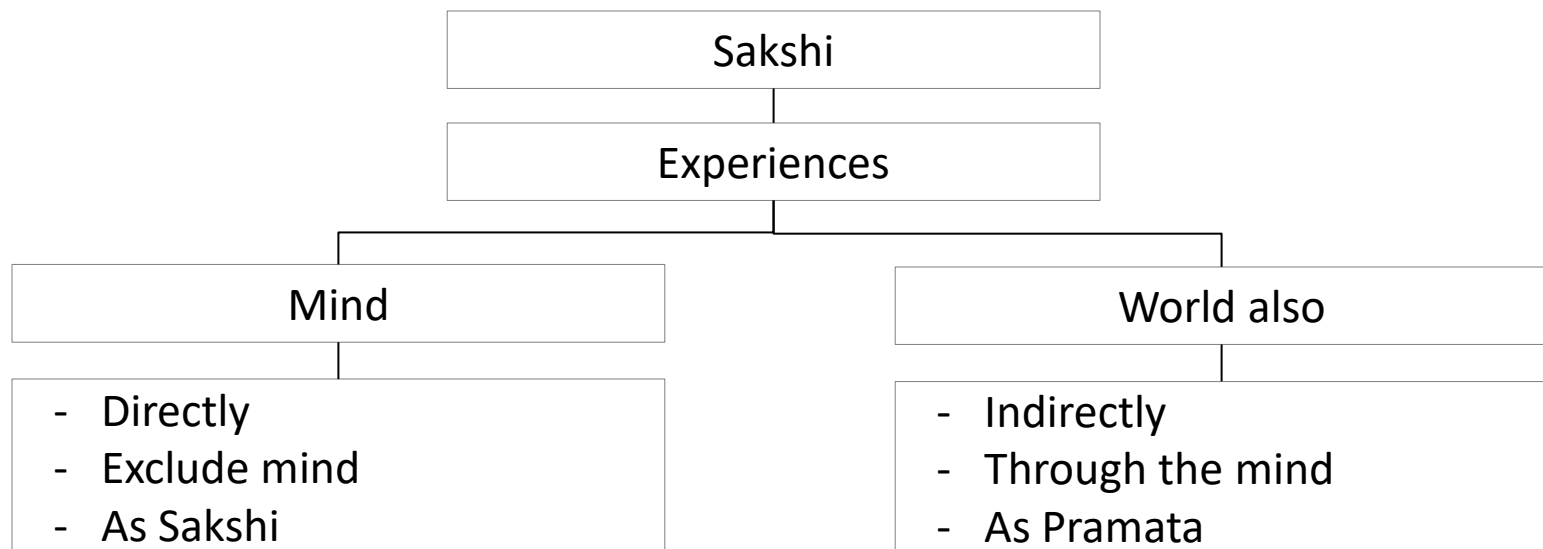 Sakshi
Experiences
Mind
- Directly
- Exclude mind
- As Sakshi
World also
- Indirectly
- Through the mind
- As Pramata